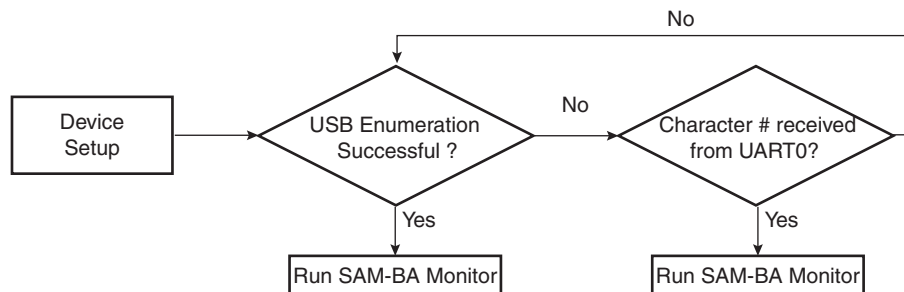 No
Device
Setup
USB Enumeration
Successful ?
No
Character # received
from UART0?
Yes
Yes
Run SAM-BA Monitor
Run SAM-BA Monitor